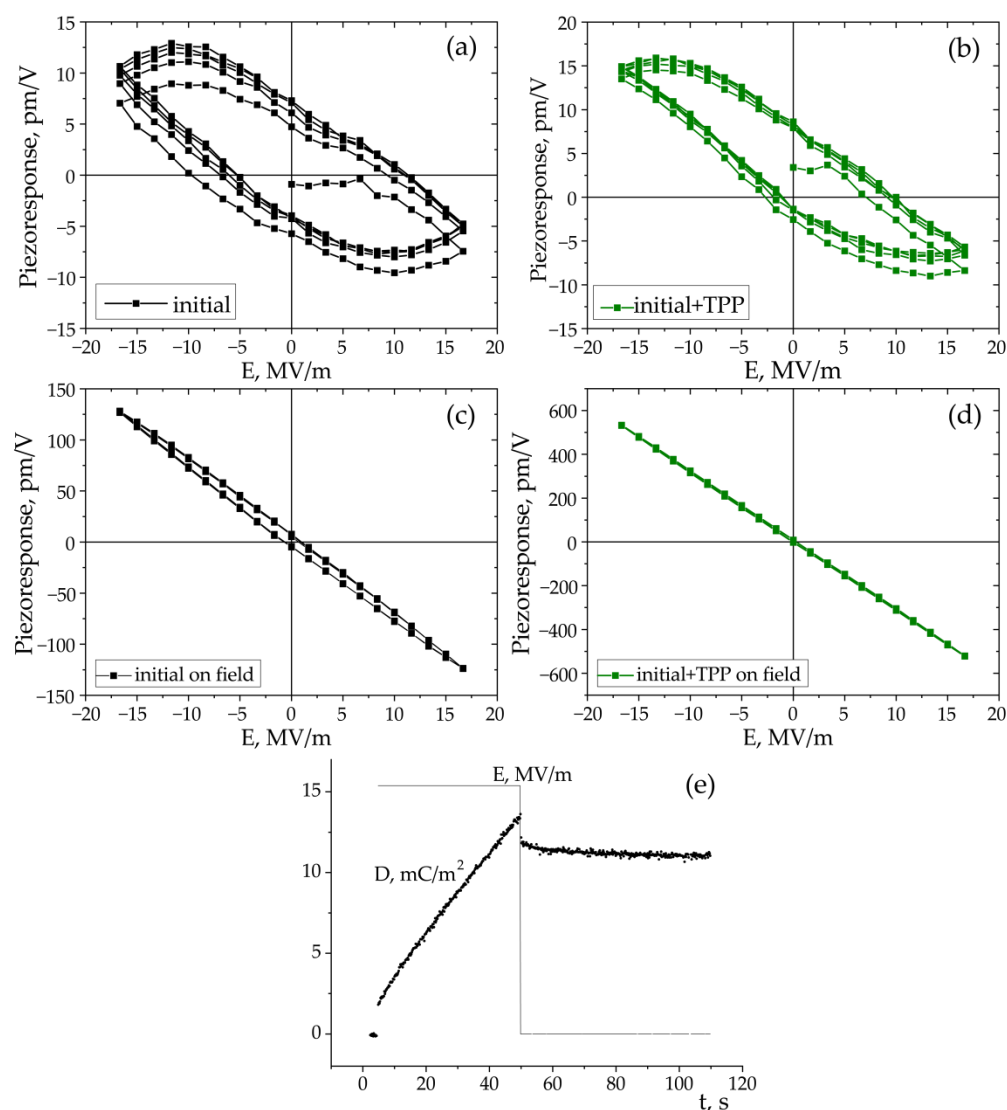 (a)
Piezoresponse, pm/V
15
10
5
0
−5
−10
−15
initial
−20 −15 −10 −5 0 5 10 15 20
E, MV/m
(b)
Piezoresponse, pm/V
20
15
10
5
0
−5
−10
−15
initial+TPP
−20 −15 −10 −5 0 5 10 15 20
E, MV/m
(c)
Piezoresponse, pm/V
150
100
50
0
−50
−100
−150
initial on field
−20 −15 −10 −5 0 5 10 15 20
E, MV/m
(d)
Piezoresponse, pm/V
600
400
200
0
−200
−400
−600
initial+TPP on field
−20 −15 −10 −5 0 5 10 15 20
E, MV/m
E, MV/m
(e)
15
10
5
0
D, mC/m²
0 20 40 60 80 100 120
t, s